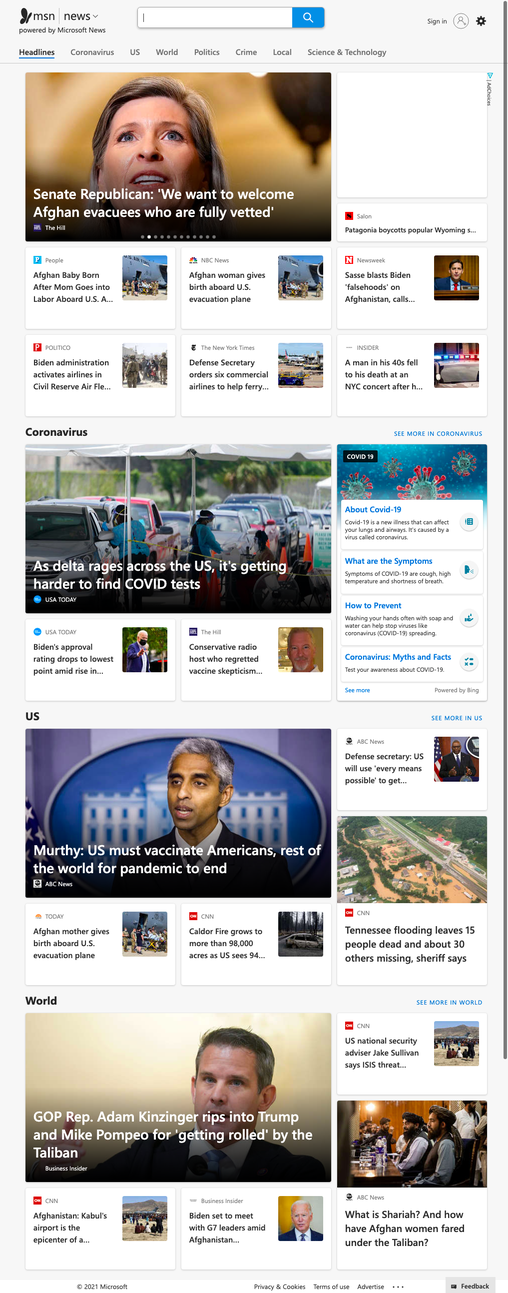 msn | news
powered by Microsoft News
Sign in
Headlines
Coronavirus
US
World
Politics
Crime
Local
Science & Technology
Senate Republican: 'We want to welcome
Afghan evacuees who are fully vetted'
The Hill
AdChoices
Salon
Patagonia boycotts popular Wyoming s...
People
Afghan Baby Born
After Mom Goes into
Labor Aboard U.S. A...
NBC News
Afghan woman gives
birth aboard U.S.
evacuation plane
Newsweek
Sasse blasts Biden
'falsehoods' on
Afghanistan, calls...
POLITICO
Biden administration
activates airlines in
Civil Reserve Air Fle...
The New York Times
Defense Secretary
orders six commercial
airlines to help ferry...
INSIDER
A man in his 40s fell
to his death at an
NYC concert after h...
Coronavirus
SEE MORE IN CORONAVIRUS
As delta rages across the US, it's getting
harder to find COVID tests
USA TODAY
COVID 19
About Covid-19
Covid-19 is a new illness that can affect
your lungs and airways. It's caused by a
virus called coronavirus.
What are the Symptoms
Symptoms of COVID-19 are cough, high
temperature and shortness of breath.
How to Prevent
Washing your hands often with soap and
water can help stop viruses like
coronavirus (COVID-19) spreading.
Coronavirus: Myths and Facts
Test your awareness about COVID-19.
See more
Powered by Bing
USA TODAY
Biden's approval
rating drops to lowest
point amid rise in...
The Hill
Conservative radio
host who regretted
vaccine skepticism...
US
SEE MORE IN US
Murthy: US must vaccinate Americans, rest of
the world for pandemic to end
ABC News
ABC News
Defense secretary: US
will use 'every means
possible' to get...
CNN
Tennessee flooding leaves 15
people dead and about 30
others missing, sheriff says
TODAY
Afghan mother gives
birth aboard U.S.
evacuation plane
CNN
Caldor Fire grows to
more than 98,000
acres as US sees 94...
World
SEE MORE IN WORLD
GOP Rep. Adam Kinzinger rips into Trump
and Mike Pompeo for 'getting rolled' by the
Taliban
Business Insider
CNN
US national security
adviser Jake Sullivan
says ISIS threat...
ABC News
What is Shariah? And how
have Afghan women fared
under the Taliban?
CNN
Afghanistan: Kabul's
airport is the
epicenter of a...
Business Insider
Biden set to meet
with G7 leaders amid
Afghanistan...
© 2021 Microsoft
Privacy & Cookies
Terms of use
Advertise
...
Feedback